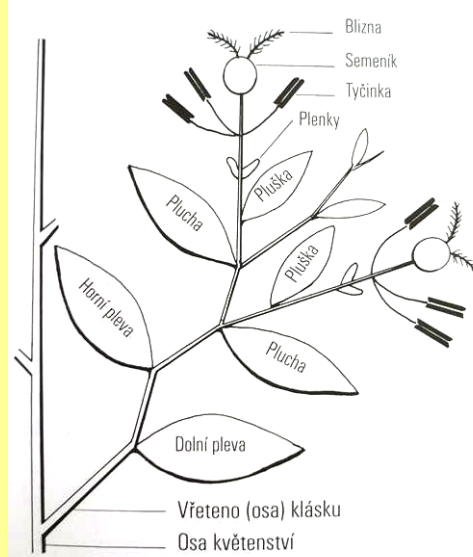 Blizna
Semeník
Tyčinka
Plenky
Pluška
Plucha
Pluška
Horní pleva
Plucha
Dolní pleva
Vřeteno (osa) klásku
Osa květenství